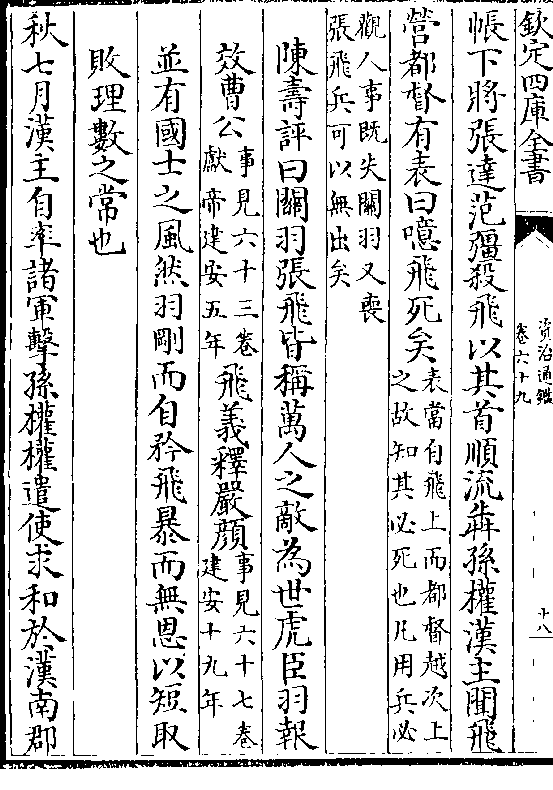 欽定四庫全書
資治通鑑
卷六十九
十八
帳下將張達范彊殺飛以其首順流犇孫權漢主聞飛
營都督有表曰噫飛死矣表當自飛上而都督越次上之故知其必死也凡用兵必
觀人事既失關羽又喪張飛兵可以無出矣
陳壽評曰關羽張飛皆稱萬人之敵為世虎臣羽報
效曹公事見六十三卷獻帝建安五年飛義釋嚴顔事見六十七卷建安十九年
並有國士之風然羽剛而自矜飛暴而無恩以短取
敗理數之常也
秋七月漢主自率諸軍擊孫權權遣使求和於漢南郡